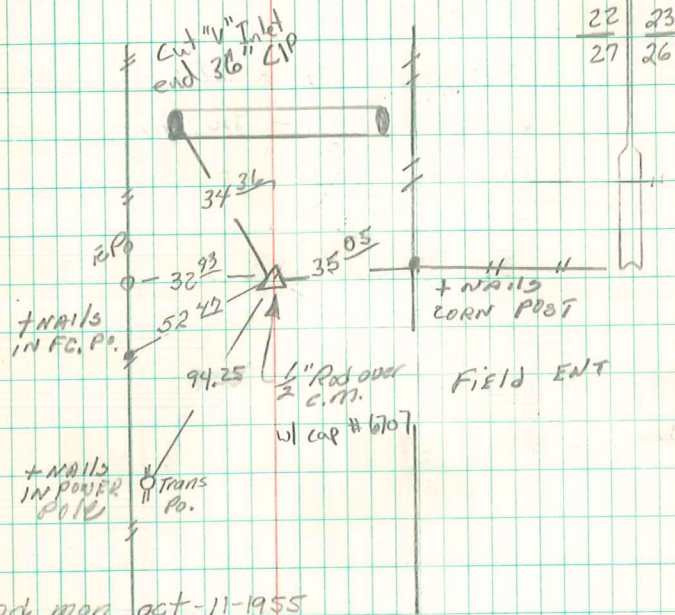 22 23
27 26
Cut "V" Inlet
end 36" CIP
34 36
FcPo
32 93
35 05
+ NAils
CORN POST
52 47
+ NAils
IN FC. PO.
94.25
1/2" Rod over
c.m.
w/ cap # 6707
Field ENT
+ NAils
IN POWER
Pole
Trans
Po.
oct-11-1955